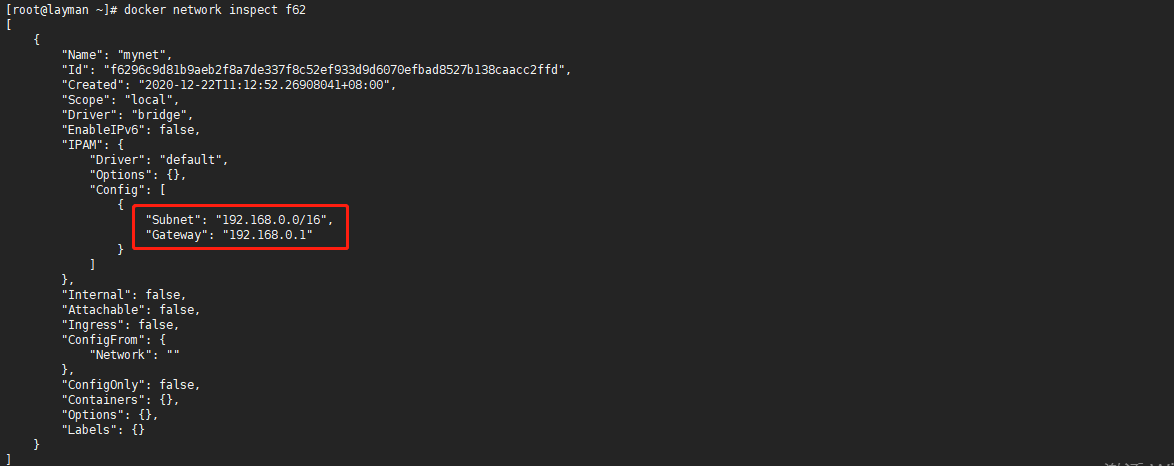 [root@layman ~]# docker network inspect f62
[
    {
        "Name": "mynet",
        "Id": "f6296c9d81b9aeb2f8a7de337f8c52ef933d9d6070efbad8527b138caacc2ffd",
        "Created": "2020-12-22T11:12:52.26908041+08:00",
        "Scope": "local",
        "Driver": "bridge",
        "EnableIPv6": false,
        "IPAM": {
            "Driver": "default",
            "Options": {},
            "Config": [
                {
                    "Subnet": "192.168.0.0/16",
                    "Gateway": "192.168.0.1"
                }
            ]
        },
        "Internal": false,
        "Attachable": false,
        "Ingress": false,
        "ConfigFrom": {
            "Network": ""
        },
        "ConfigOnly": false,
        "Containers": {},
        "Options": {},
        "Labels": {}
    }
]